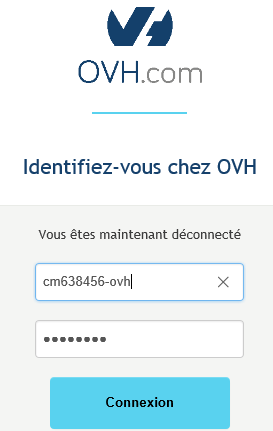 OVH.com
Identifiez-vous chez OVH
Vous êtes maintenant déconnecté
cm638456-ovh
••••••••
Connexion